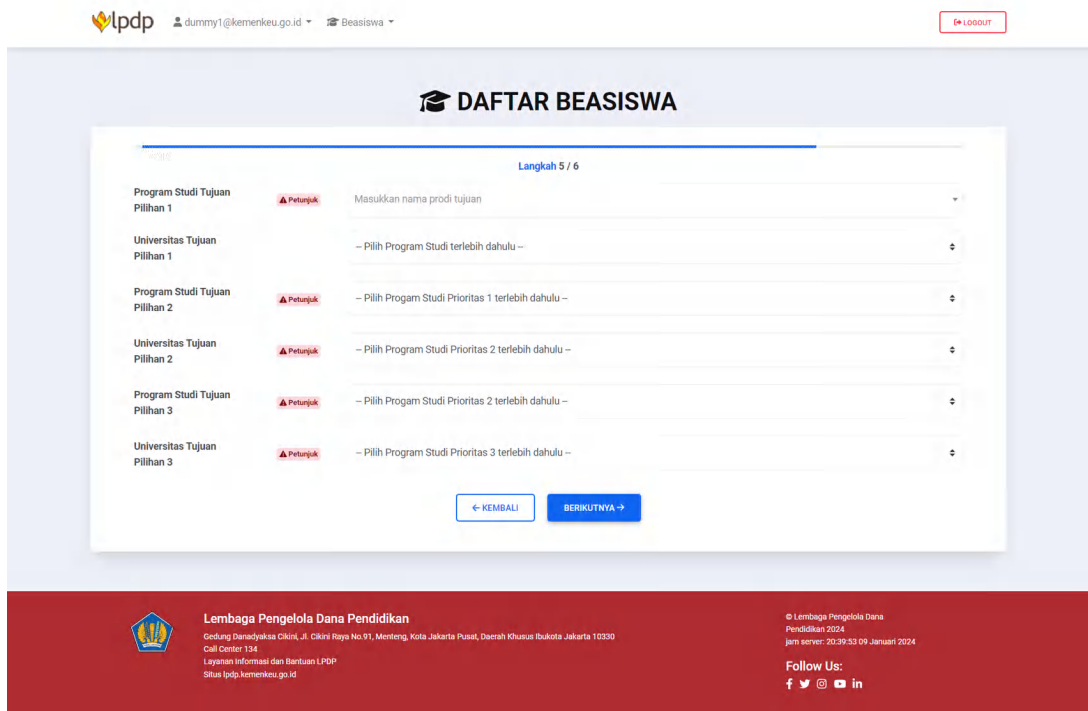 lpdp dummy1@kemenkeu.go.id Beasiswa LOGOUT
DAFTAR BEASISWA
Langkah 5 / 6
Program Studi Tujuan
Pilihan 1
Petunjuk
Masukkan nama prodi tujuan
Universitas Tujuan
Pilihan 1
-- Pilih Program Studi terlebih dahulu --
Program Studi Tujuan
Pilihan 2
Petunjuk
-- Pilih Progam Studi Prioritas 1 terlebih dahulu --
Universitas Tujuan
Pilihan 2
Petunjuk
-- Pilih Program Studi Prioritas 2 terlebih dahulu --
Program Studi Tujuan
Pilihan 3
Petunjuk
-- Pilih Progam Studi Prioritas 2 terlebih dahulu --
Universitas Tujuan
Pilihan 3
Petunjuk
-- Pilih Program Studi Prioritas 3 terlebih dahulu --
← KEMBALI
BERIKUTNYA →
Lembaga Pengelola Dana Pendidikan
Gedung Danadyaksa Cikini, Jl. Cikini Raya No.91, Menteng, Kota Jakarta Pusat, Daerah Khusus Ibukota Jakarta 10330
Call Center 134
Layanan Informasi dan Bantuan LPDP
Situs lpdp.kemenkeu.go.id
© Lembaga Pengelola Dana
Pendidikan 2024
jam server: 20:39:53 09 Januari 2024
Follow Us: